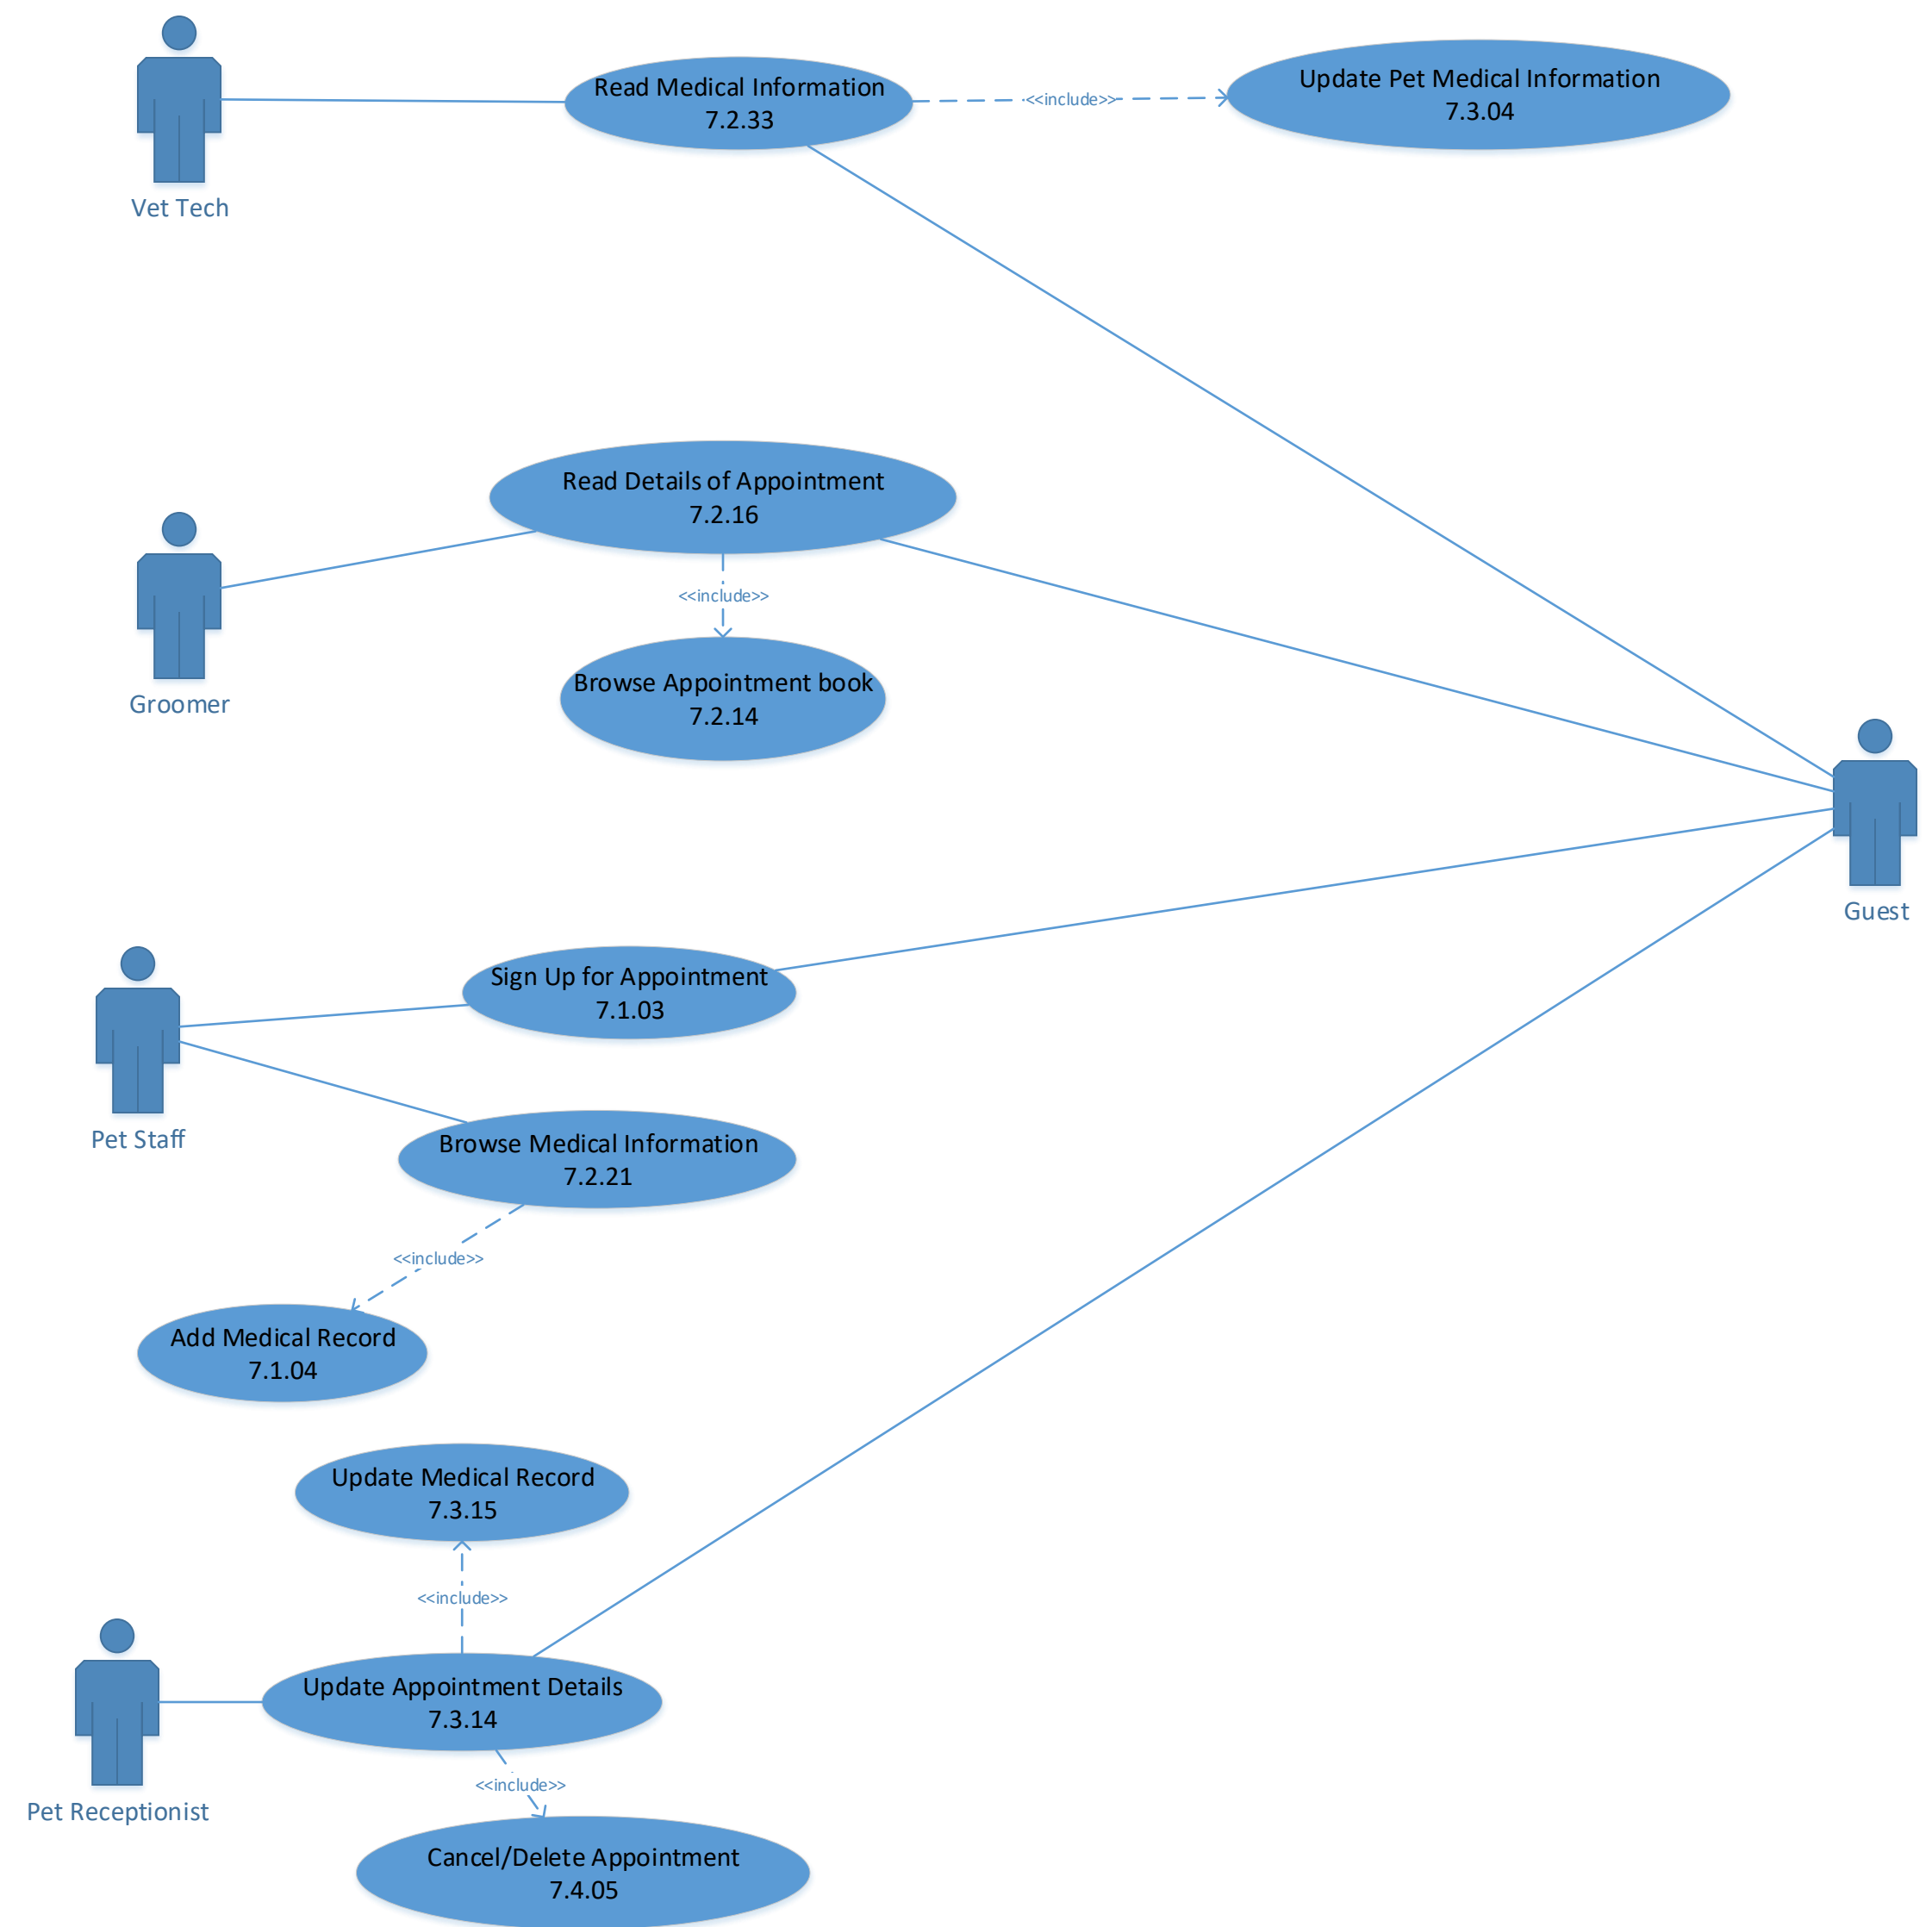 Read Medical Information
7.2.33
<<include>>
Update Pet Medical Information
7.3.04
Vet Tech
Read Details of Appointment
7.2.16
<<include>>
Browse Appointment book
7.2.14
Groomer
Guest
Sign Up for Appointment
7.1.03
Pet Staff
Browse Medical Information
7.2.21
<<include>>
Add Medical Record
7.1.04
Update Medical Record
7.3.15
<<include>>
Update Appointment Details
7.3.14
Pet Receptionist
<<include>>
Cancel/Delete Appointment
7.4.05